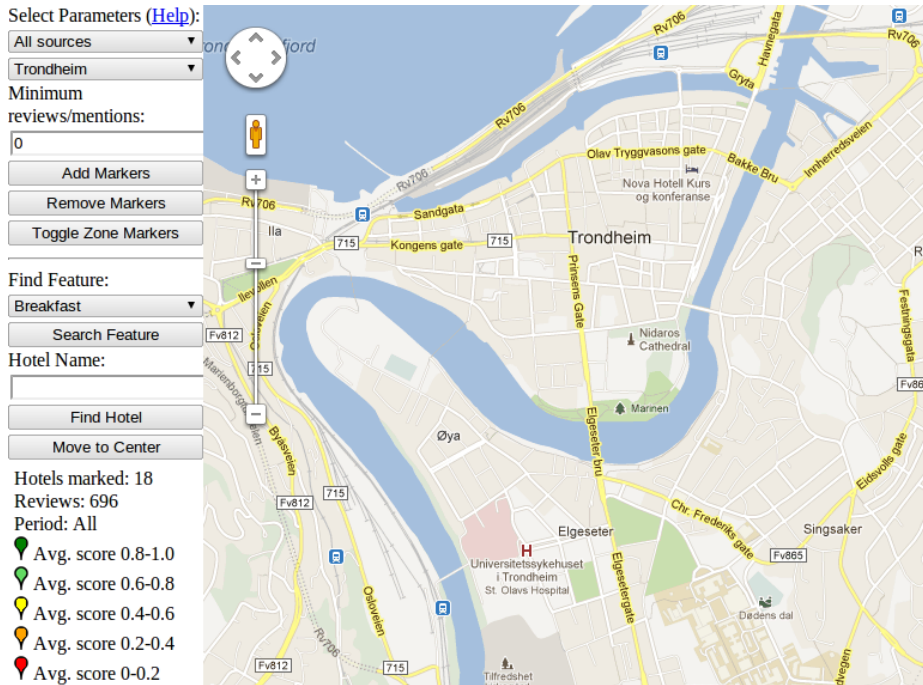 Select Parameters (Help):
All sources
Trondheim
Minimum
reviews/mentions:
0
Add Markers
Remove Markers
Toggle Zone Markers
Find Feature:
Breakfast
Search Feature
Hotel Name:
Find Hotel
Move to Center
Hotels marked: 18
Reviews: 696
Period: All
Avg. score 0.8-1.0
Avg. score 0.6-0.8
Avg. score 0.4-0.6
Avg. score 0.2-0.4
Avg. score 0-0.2
Rv706
Havnegata
Rv706
Gryta
Innherredsveien
Olav Tryggvasons gate
Bakke Bru
Rv706
Nova Hotell Kurs
og konferanse
Rv706
Sandgata
Ila
715
Kongens gate
715
Trondheim
Prinsens Gate
Ilevollen
Osloveien
Festningsgata
Fv812
Nidaros
Cathedral
715
Marienborgtunnelen
Marinen
Elgeseter bru
Øya
Byåsveien
Eidsvolls gate
Fv812
715
Chr. Frederiks gate
Elgeseter
Singsaker
H
Universitetssykehuset
i Trondheim
St. Olavs Hospital
Fv865
Elgesetergate
Osloveien
Dødens dal
Rv706
Fv812
Tilfredshet